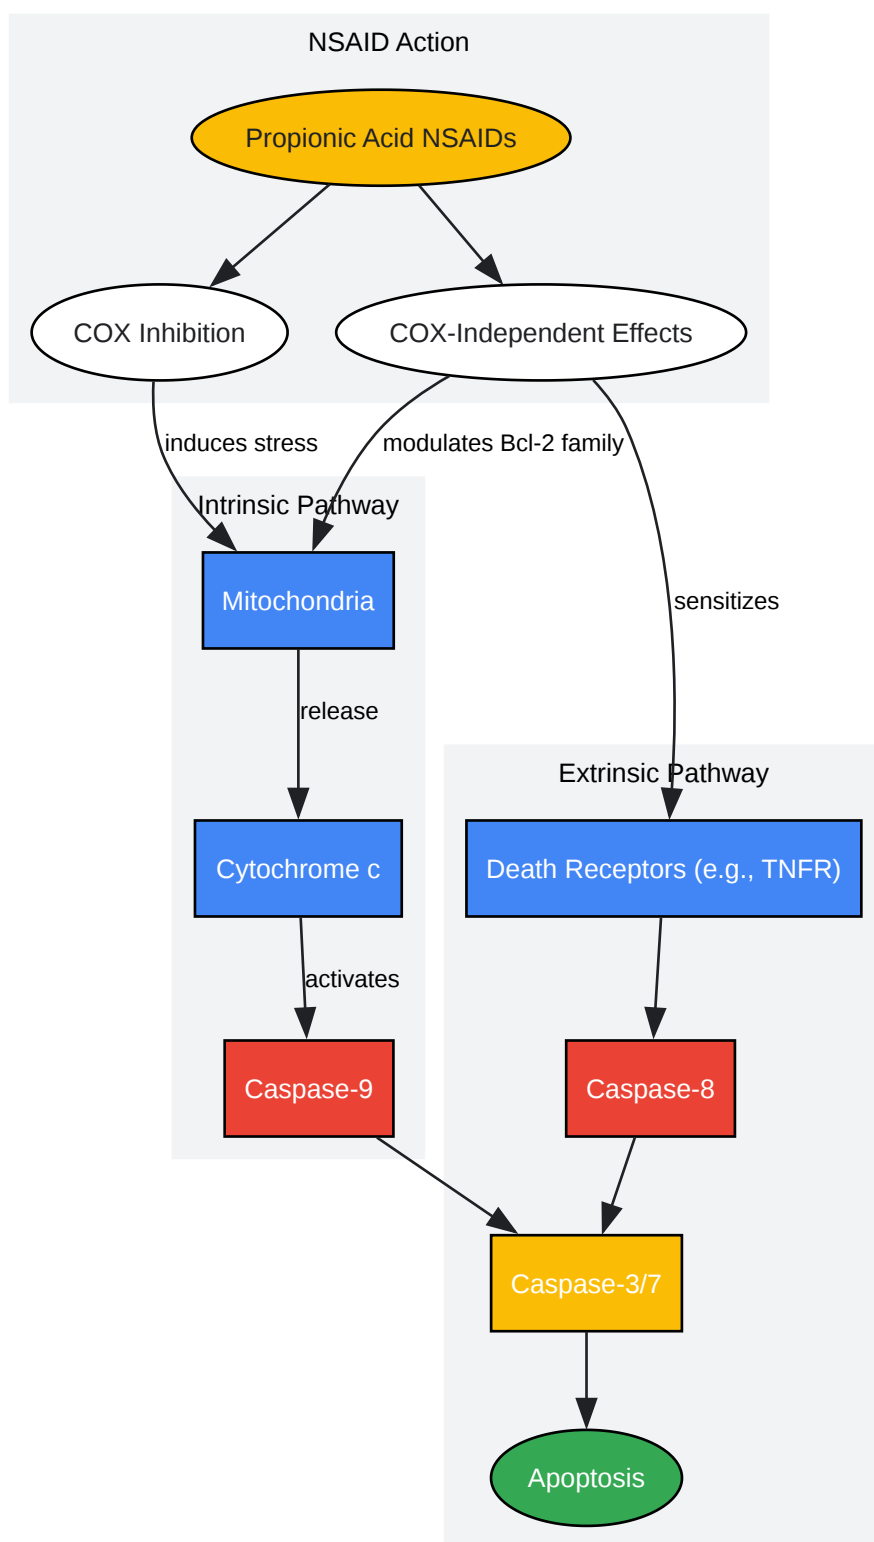 NSAID Action
Propionic Acid NSAIDs
COX Inhibition
COX-Independent Effects
induces stress
modulates Bcl-2 family
Intrinsic Pathway
Mitochondria
sensitizes
release
Extrinsic Pathway
Cytochrome c
Death Receptors (e.g., TNFR)
activates
Caspase-9
Caspase-8
Caspase-3/7
Apoptosis